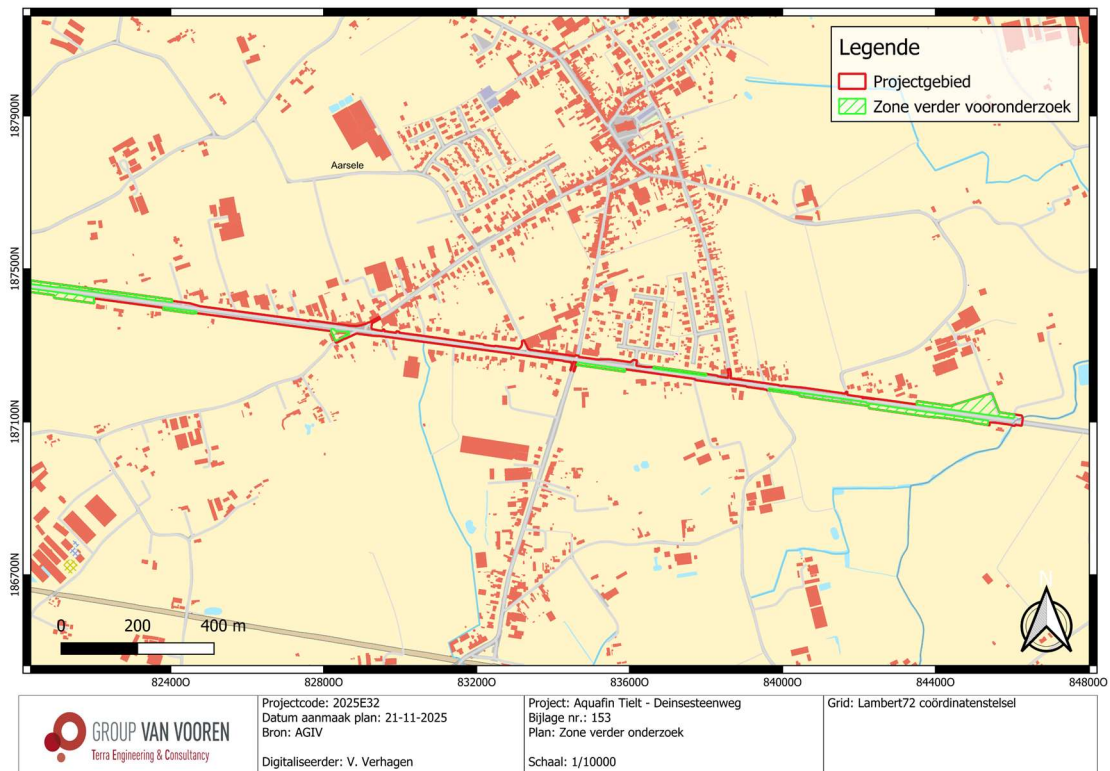 Legende
Projectgebied
Zone verder vooronderzoek
Aarsele
187900N
187500N
187100N
186700N
N
0 200 400 m
824000 828000 832000 836000 840000 844000 848000
GROUP VAN VOOREN
Terra Engineering & Consultancy
Projectcode: 2025E32
Datum aanmaak plan: 21-11-2025
Bron: AGIV
Digitaliseerder: V. Verhagen
Project: Aquafin Tielt - Deinsesteenweg
Bijlage nr.: 153
Plan: Zone verder onderzoek
Schaal: 1/10000
Grid: Lambert72 coördinatenstelsel